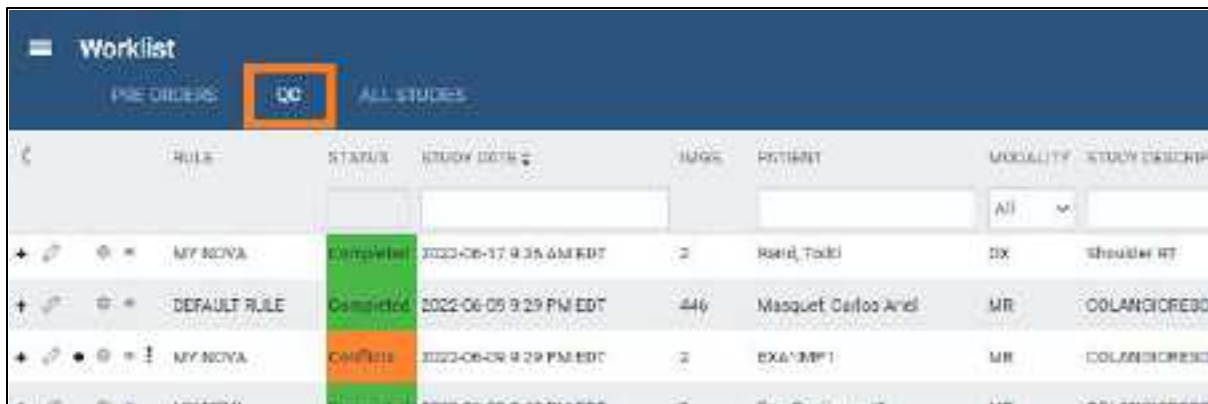 Worklist
PRE ORDERS QC ALL STUDIES
RULE STATUS STUDY DATE IMGS PATIENT MODALITY STUDY DESCRIP
All
MY NOVA Completed 2022-06-17 9:35 AM EDT 2 Todd DX Shoulder RT
DEFAULT RULE Completed 2022-06-09 9:29 PM EDT 446 Masquet Carlos Ariel MR COLANGIORESO
MY NOVA Conflicts 2022-06-09 9:29 PM EDT 2 MR COLANGIORESO